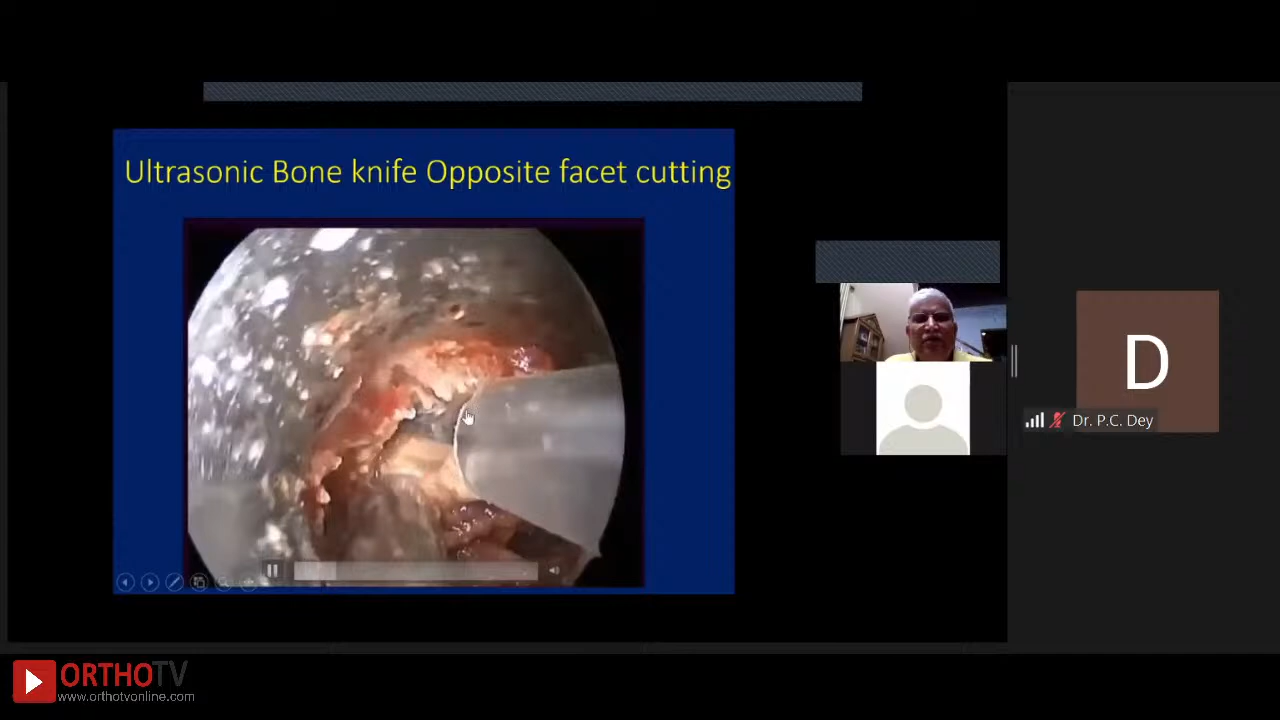 Ultrasonic Bone knife Opposite facet cutting
D
Dr. P.C. Dey
ORTHOTV
www.orthotvonline.com